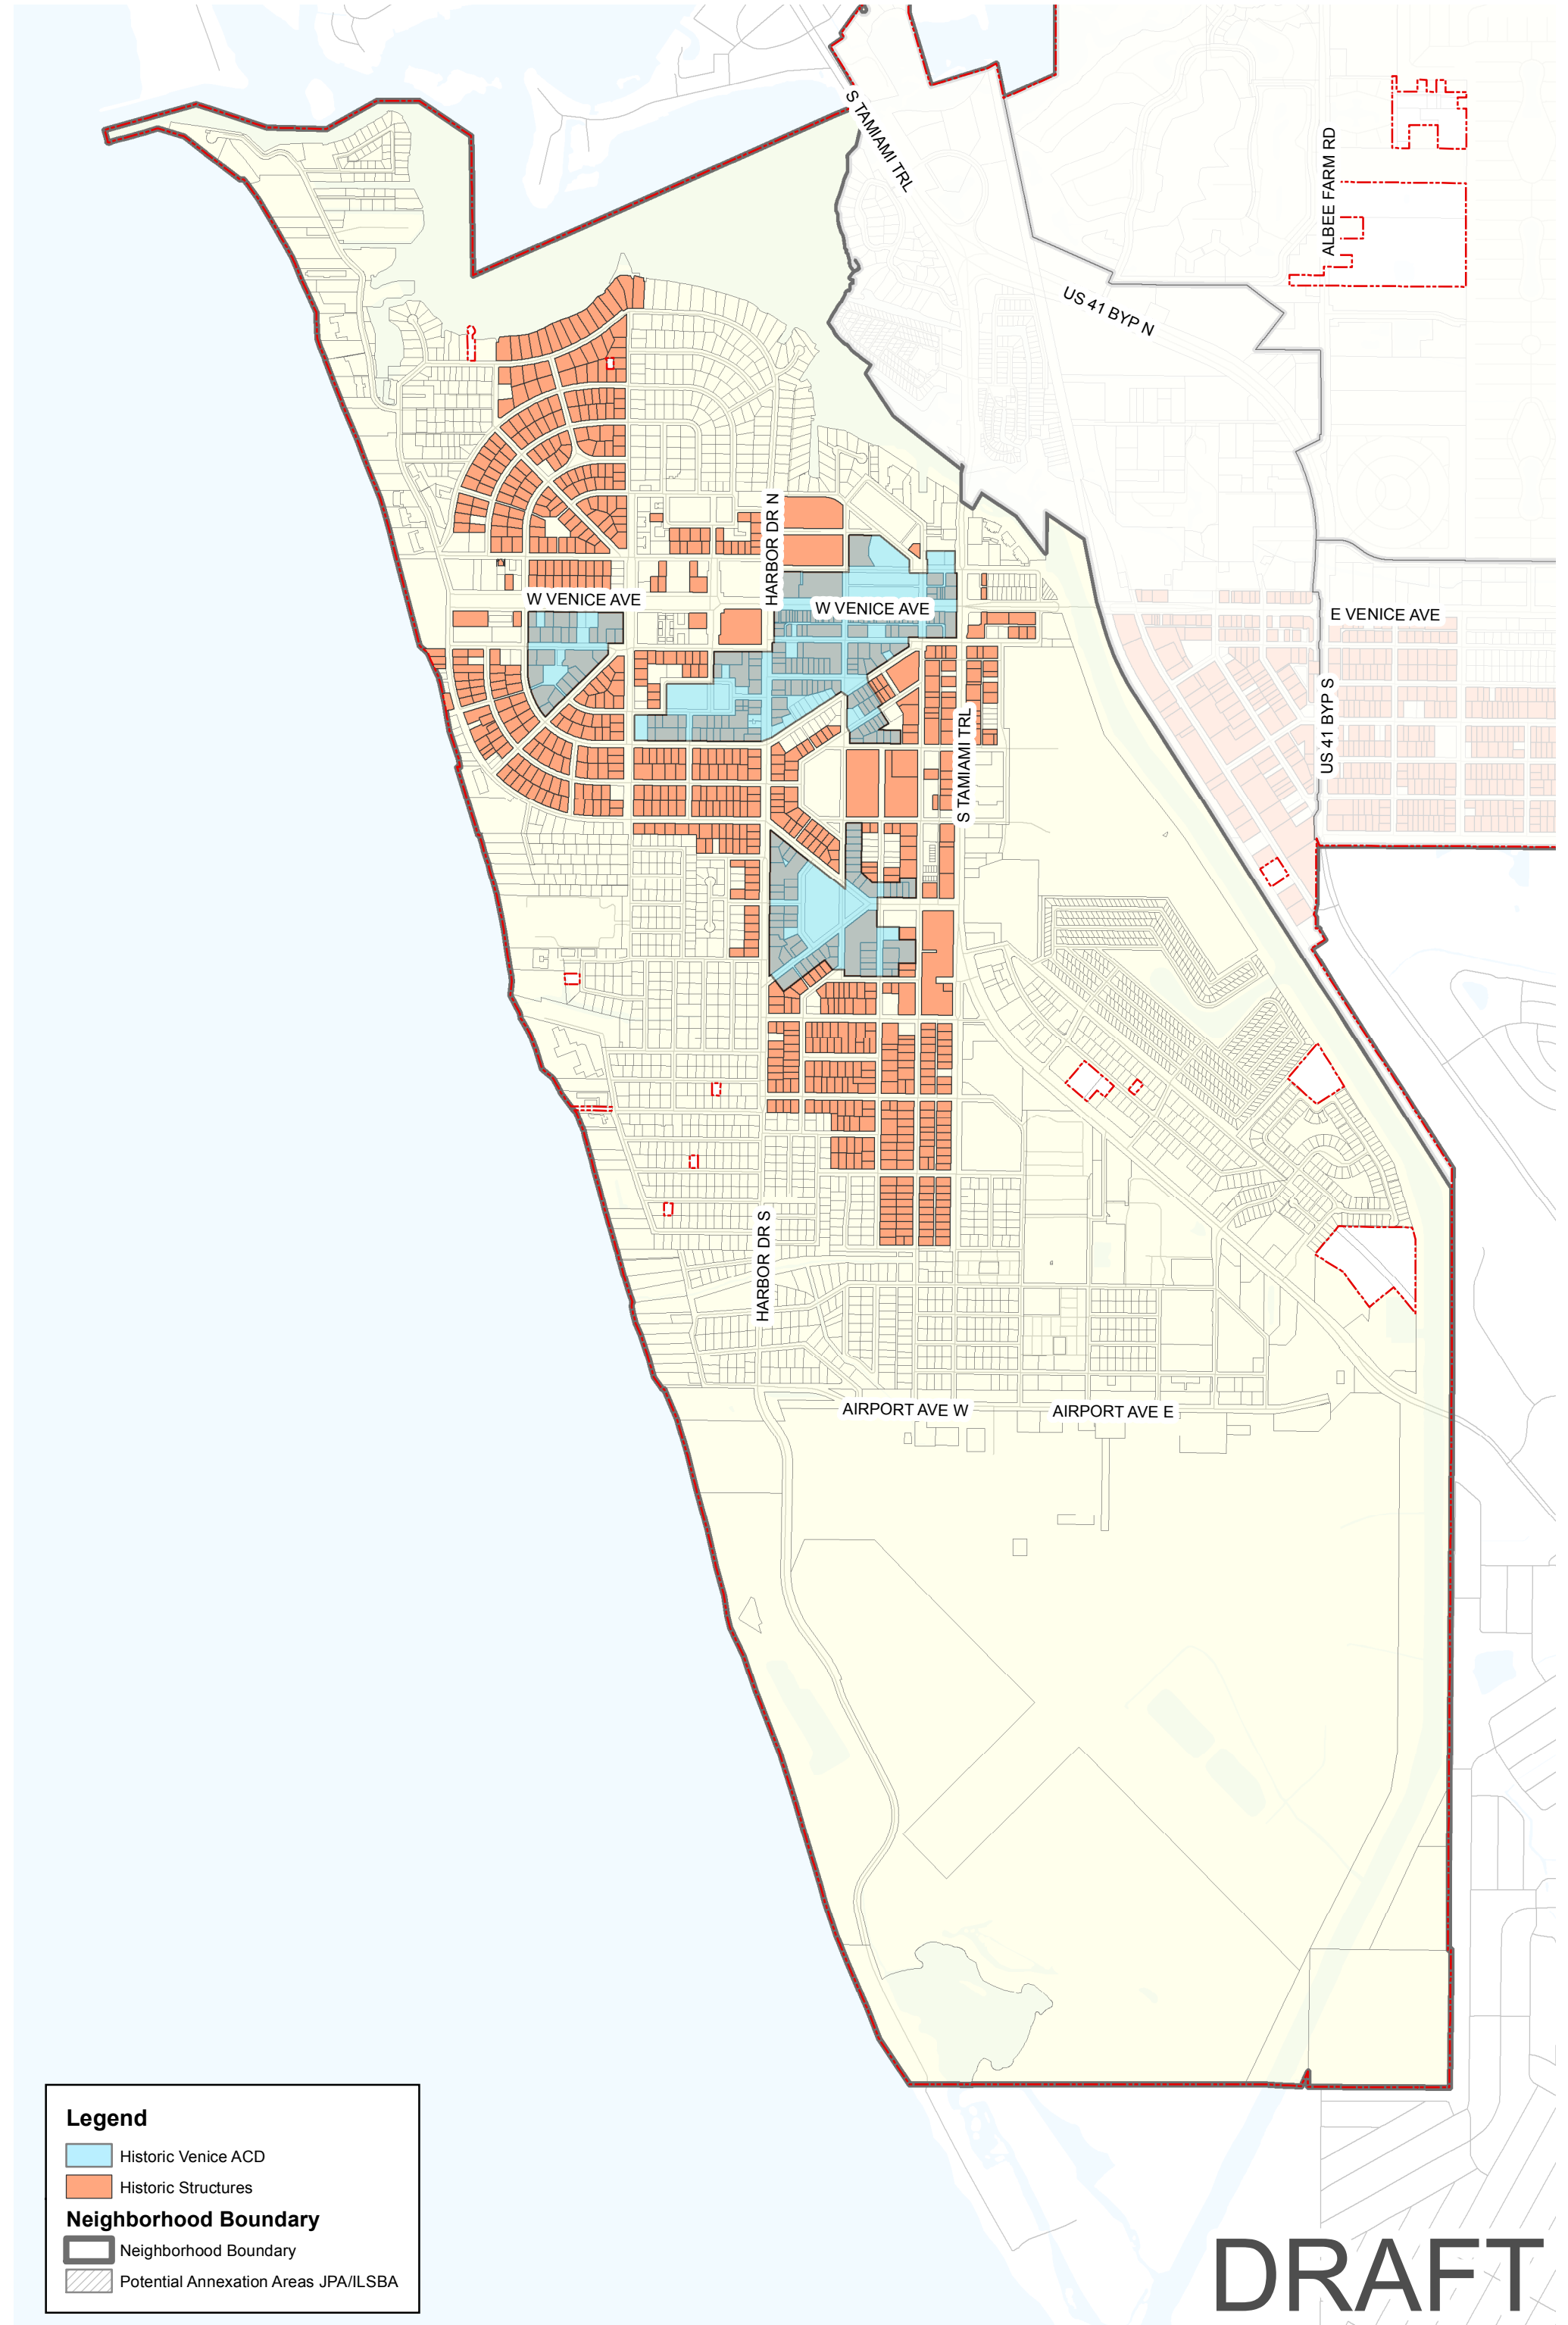 S TAMIAMI TRL
ALBEE FARM RD
US 41 BYP N
HARBOR DR N
W VENICE AVE
W VENICE AVE
E VENICE AVE
US 41 BYP S
S TAMIAMI TRL
HARBOR DR S
AIRPORT AVE W
AIRPORT AVE E
Legend
Historic Venice ACD
Historic Structures
Neighborhood Boundary
Neighborhood Boundary
Potential Annexation Areas JPA/ILSBA
DRAFT